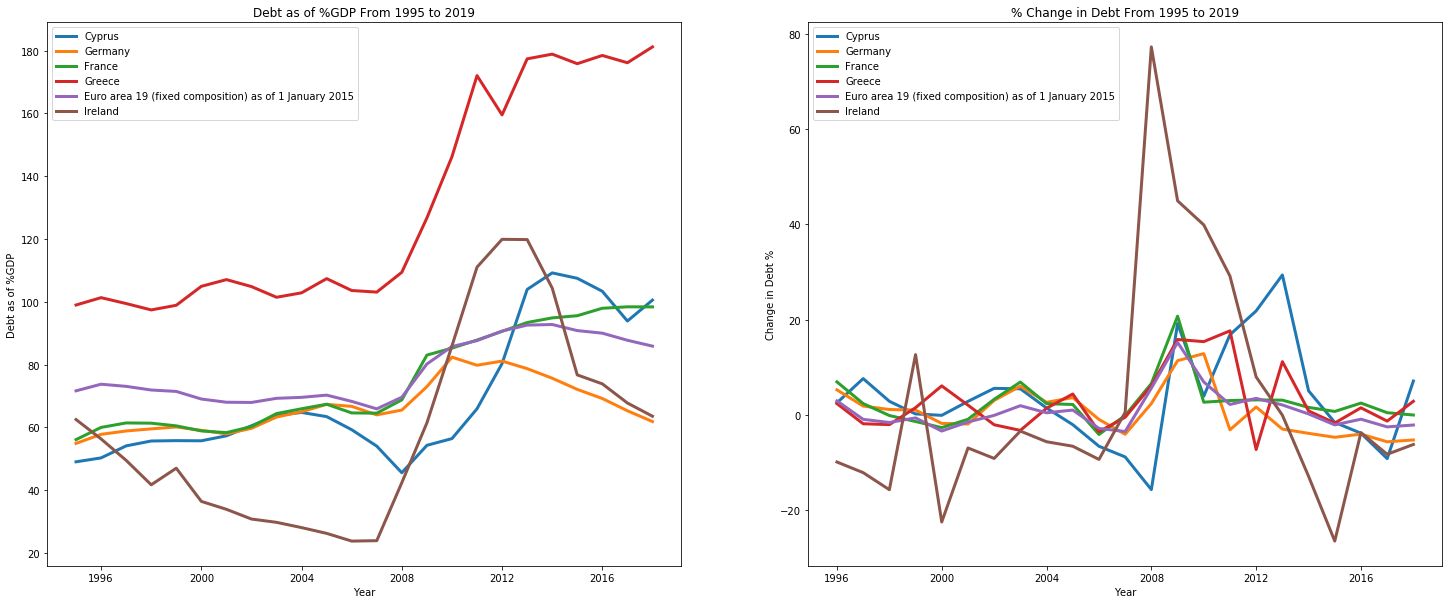 Debt as of %GDP From 1995 to 2019
Cyprus
Germany
France
Greece
Euro area 19 (fixed composition) as of 1 January 2015
Ireland
180
160
140
120
100
80
60
40
20
Debt as of %GDP
1996
2000
2004
2008
2012
2016
Year
% Change in Debt From 1995 to 2019
Cyprus
Germany
France
Greece
Euro area 19 (fixed composition) as of 1 January 2015
Ireland
80
60
40
20
0
−20
Change in Debt %
1996
2000
2004
2008
2012
2016
Year